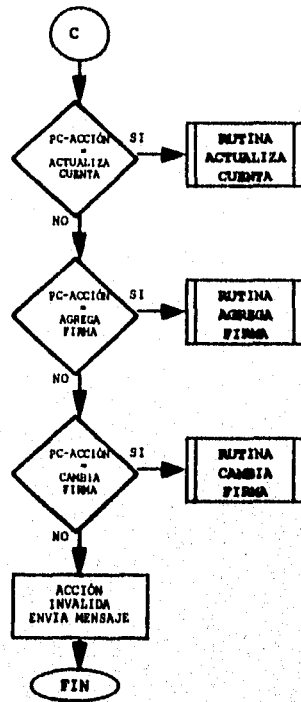 C
PC-ACCIÓN SI
=
ACTUALIZA
CUENTA
RUTINA
ACTUALIZA
CUENTA
NO
PC-ACCIÓN SI
=
AGREGA
FIRMA
RUTINA
AGREGA
FIRMA
NO
PC-ACCIÓN SI
=
CAMBIA
FIRMA
RUTINA
CAMBIA
FIRMA
NO
ACCIÓN
INVALIDA
ENVIA MENSAJE
FIN